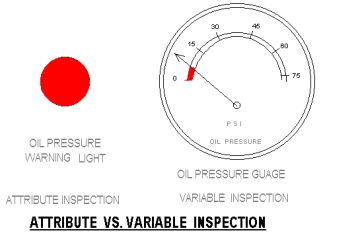 15
30
45
60
75
0
P S I
OIL PRESSURE
OIL PRESSURE
WARNING LIGHT
OIL PRESSURE GUAGE
ATTRIBUTE INSPECTION
VARIABLE INSPECTION
ATTRIBUTE VS. VARIABLE INSPECTION